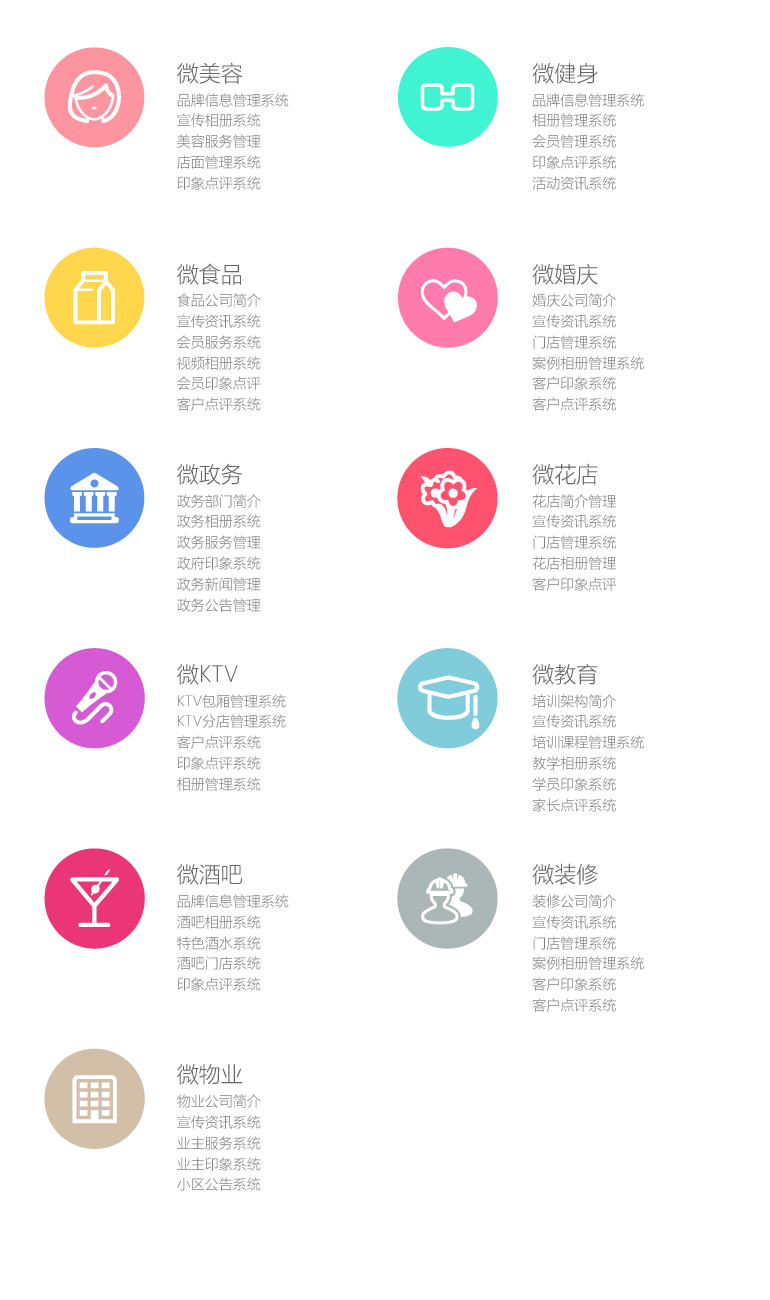 微美容
品牌信息管理系统
宣传相册系统
美容服务管理
店面管理系统
印象点评系统
微健身
品牌信息管理系统
相册管理系统
会员管理系统
印象点评系统
活动资讯系统
微食品
食品公司简介
宣传资讯系统
会员服务系统
视频相册系统
会员印象点评
客户点评系统
微婚庆
婚庆公司简介
宣传资讯系统
门店管理系统
案例相册管理系统
客户印象系统
客户点评系统
微政务
政务部门简介
政务相册系统
政务服务管理
政府印象系统
政务新闻管理
政务公告管理
微花店
花店简介管理
宣传资讯系统
门店管理系统
花店相册管理
客户印象点评
微KTV
KTV包厢管理系统
KTV分店管理系统
客户点评系统
印象点评系统
相册管理系统
微教育
培训架构简介
宣传资讯系统
培训课程管理系统
教学相册系统
学员印象系统
家长点评系统
微酒吧
品牌信息管理系统
酒吧相册系统
特色酒水系统
酒吧门店系统
印象点评系统
微装修
装修公司简介
宣传资讯系统
门店管理系统
案例相册管理系统
客户印象系统
客户点评系统
微物业
物业公司简介
宣传资讯系统
业主服务系统
业主印象系统
小区公告系统